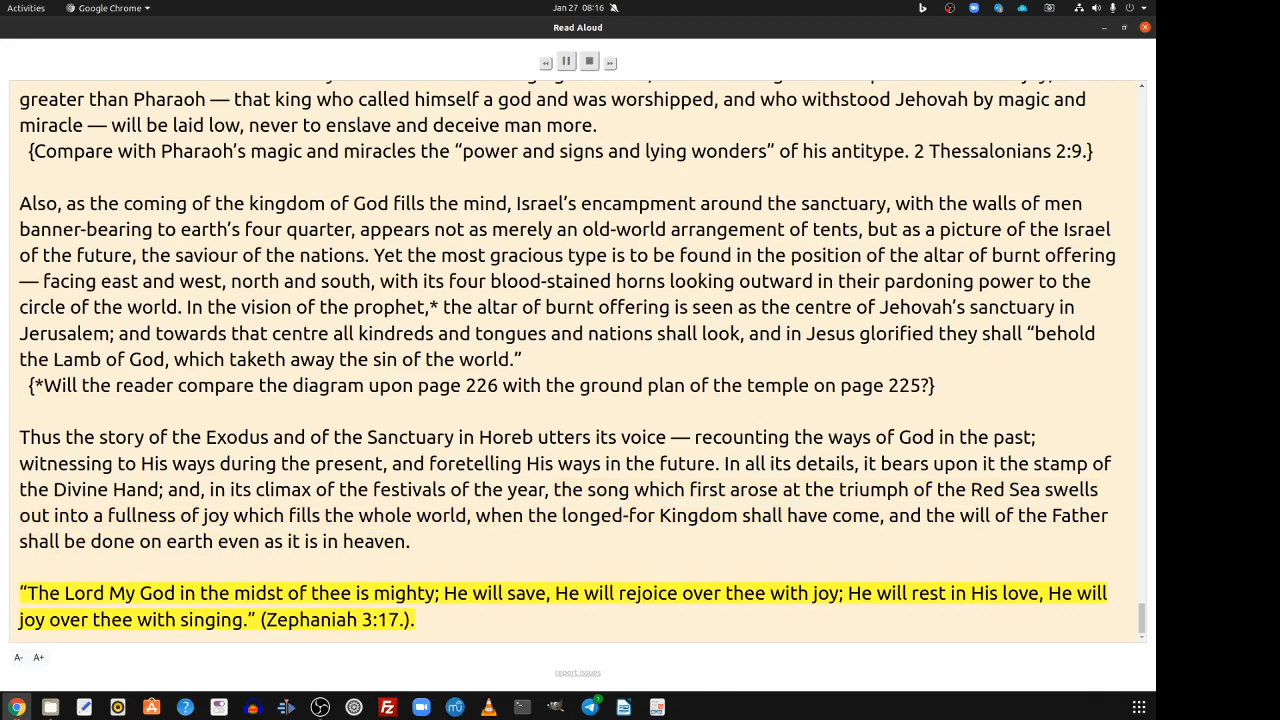 Activities
Google Chrome
Jan 27 08:16
Read Aloud
greater than Pharaoh — that king who called himself a god and was worshipped, and who withstood Jehovah by magic and
miracle — will be laid low, never to enslave and deceive man more.
{Compare with Pharaoh’s magic and miracles the “power and signs and lying wonders” of his antitype. 2 Thessalonians 2:9.}
Also, as the coming of the kingdom of God fills the mind, Israel’s encampment around the sanctuary, with the walls of men
banner-bearing to earth’s four quarter, appears not as merely an old-world arrangement of tents, but as a picture of the Israel
of the future, the saviour of the nations. Yet the most gracious type is to be found in the position of the altar of burnt offering
— facing east and west, north and south, with its four blood-stained horns looking outward in their pardoning power to the
circle of the world. In the vision of the prophet,* the altar of burnt offering is seen as the centre of Jehovah’s sanctuary in
Jerusalem; and towards that centre all kindreds and tongues and nations shall look, and in Jesus glorified they shall “behold
the Lamb of God, which taketh away the sin of the world.”
{*Will the reader compare the diagram upon page 226 with the ground plan of the temple on page 225?}
Thus the story of the Exodus and of the Sanctuary in Horeb utters its voice — recounting the ways of God in the past;
witnessing to His ways during the present, and foretelling His ways in the future. In all its details, it bears upon it the stamp of
the Divine Hand; and, in its climax of the festivals of the year, the song which first arose at the triumph of the Red Sea swells
out into a fullness of joy which fills the whole world, when the longed-for Kingdom shall have come, and the will of the Father
shall be done on earth even as it is in heaven.
“The Lord My God in the midst of thee is mighty; He will save, He will rejoice over thee with joy; He will rest in His love, He will
joy over thee with singing.” (Zephaniah 3:17.).
A-
A+
report issues